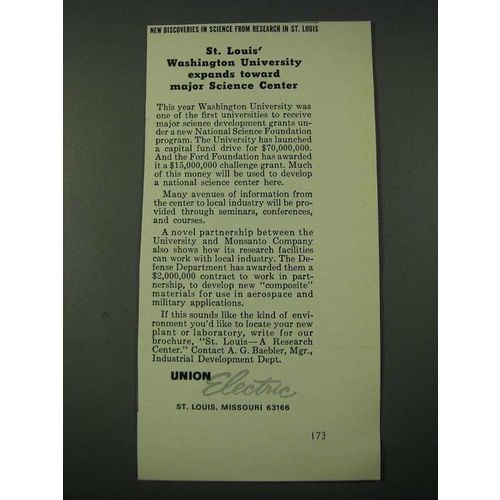 NEW DISCOVERIES IN SCIENCE FROM RESEARCH IN ST. LOUIS
St. Louis'
Washington University
expands toward
major Science Center
This year Washington University was
one of the first universities to receive
major science development grants un-
der a new National Science Foundation
program. The University has launched
a capital fund drive for $70,000,000.
And the Ford Foundation has awarded
it a $15,000,000 challenge grant. Much
of this money will be used to develop
a national science center here.
Many avenues of information from
the center to local industry will be pro-
vided through seminars, conferences,
and courses.
A novel partnership between the
University and Monsanto Company
also shows how its research facilities
can work with local industry. The De-
fense Department has awarded them a
$2,000,000 contract to work in part-
nership, to develop new "composite"
materials for use in aerospace and
military applications.
If this sounds like the kind of envi-
ronment you'd like to locate your new
plant or laboratory, write for our
brochure, "St. Louis—A Research
Center." Contact A. G. Baebler, Mgr.,
Industrial Development Dept.
UNION Electric
ST. LOUIS, MISSOURI 63166
173